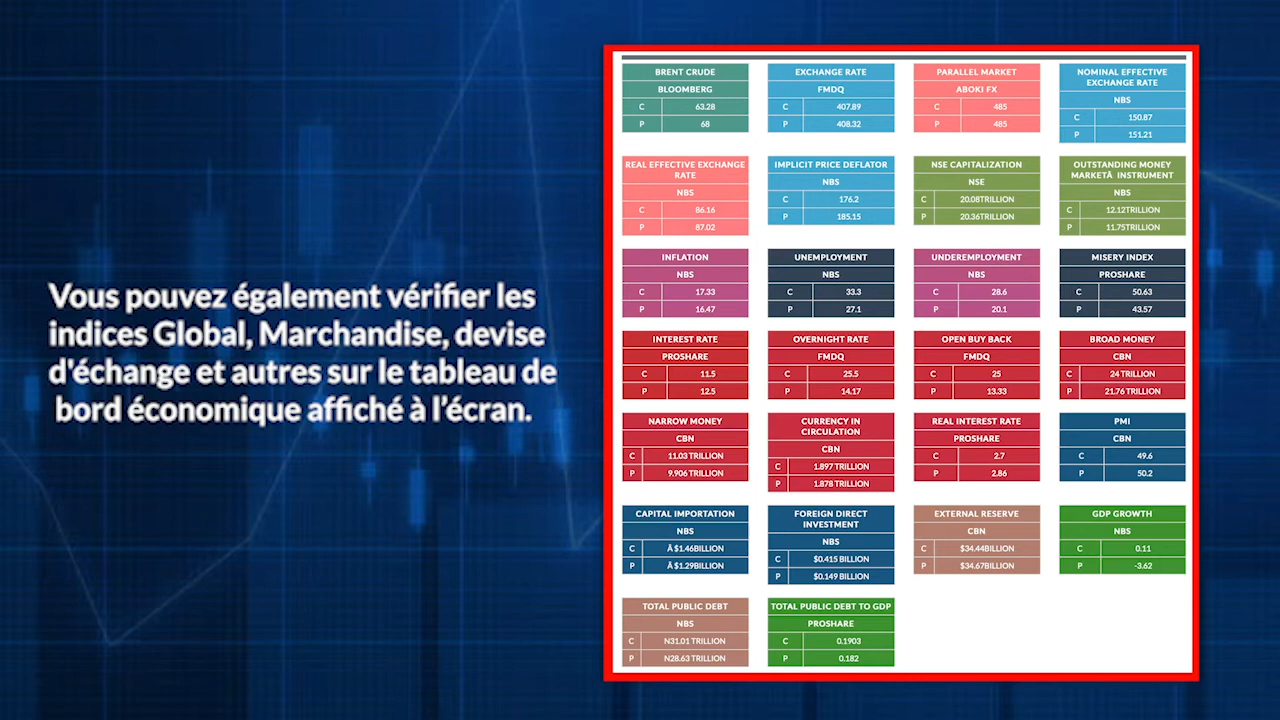 Vous pouvez également vérifier les
indices Global, Marchandise, devise
d'échange et autres sur le tableau de
bord économique affiché à l'écran.
BRENT CRUDE
BLOOMBERG
C 63.28
P 68
EXCHANGE RATE
FMDQ
C 407.89
P 408.32
PARALLEL MARKET
ABOKI FX
C 485
P 485
NOMINAL EFFECTIVE
EXCHANGE RATE
NBS
C 150.87
P 151.21
REAL EFFECTIVE EXCHANGE
RATE
NBS
C 86.16
P 87.02
IMPLICIT PRICE DEFLATOR
NBS
C 176.2
P 185.15
NSE CAPITALIZATION
NSE
C 20.08TRILLION
P 20.36TRILLION
OUTSTANDING MONEY
MARKETÂ INSTRUMENT
NBS
C 12.12TRILLION
P 11.75TRILLION
INFLATION
NBS
C 17.33
P 16.47
UNEMPLOYMENT
NBS
C 33.3
P 27.1
UNDEREMPLOYMENT
NBS
C 28.6
P 20.1
MISERY INDEX
PROSHARE
C 50.63
P 43.57
INTEREST RATE
PROSHARE
C 11.5
P 12.5
OVERNIGHT RATE
FMDQ
C 25.5
P 14.17
OPEN BUY BACK
FMDQ
C 25
P 13.33
BROAD MONEY
CBN
C 24 TRILLION
P 21.76 TRILLION
NARROW MONEY
CBN
C 11.03 TRILLION
P 9.906 TRILLION
CURRENCY IN
CIRCULATION
CBN
C 1.897 TRILLION
P 1.878 TRILLION
REAL INTEREST RATE
PROSHARE
C 2.7
P 2.86
PMI
CBN
C 49.6
P 50.2
CAPITAL IMPORTATION
NBS
C Â $1.46BILLION
P Â $1.29BILLION
FOREIGN DIRECT
INVESTMENT
NBS
C $0.415 BILLION
P $0.149 BILLION
EXTERNAL RESERVE
CBN
C $34.44BILLION
P $34.67BILLION
GDP GROWTH
NBS
C 0.11
P -3.62
TOTAL PUBLIC DEBT
NBS
C N31.01 TRILLION
P N28.63 TRILLION
TOTAL PUBLIC DEBT TO GDP
PROSHARE
C 0.1903
P 0.182